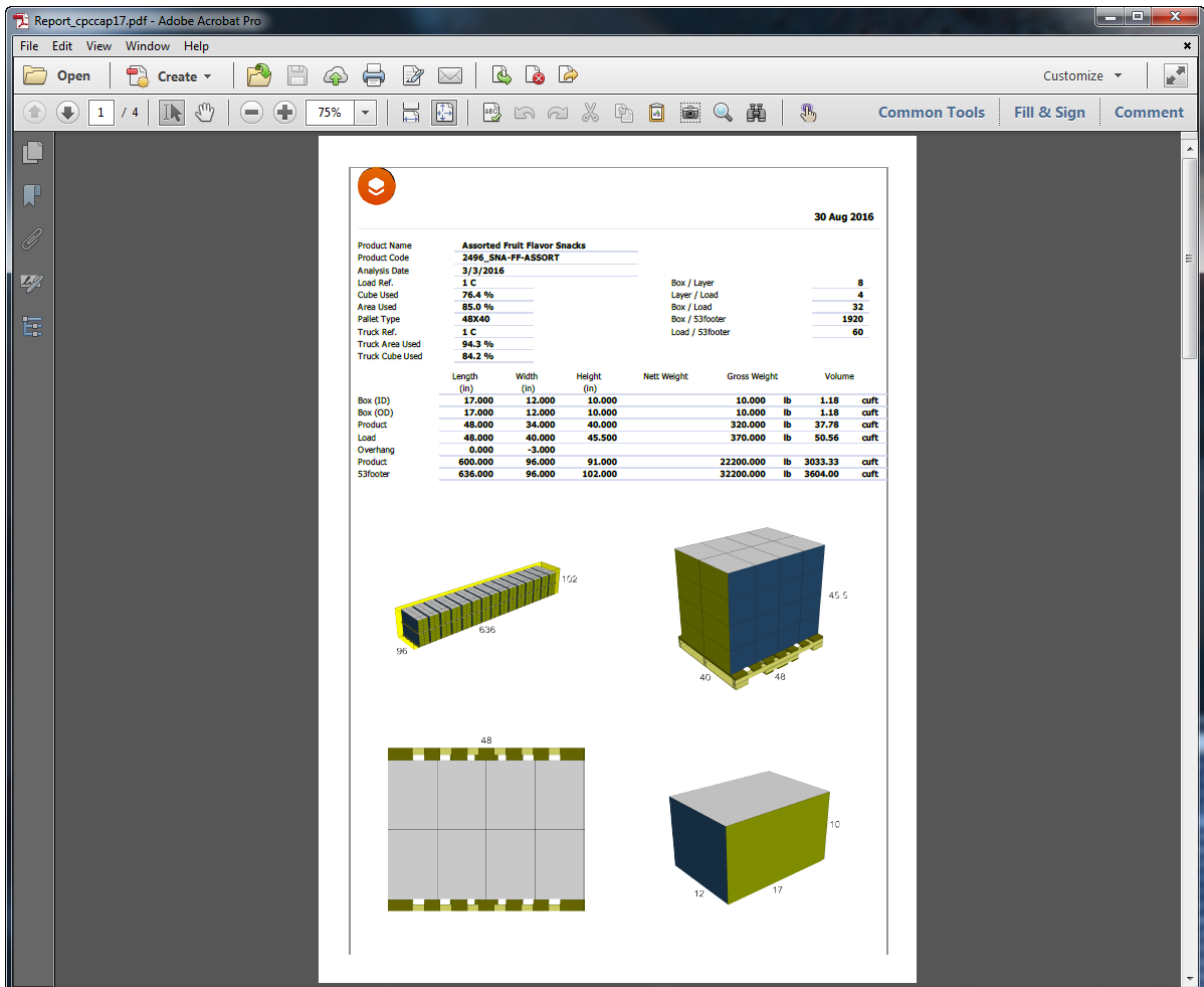 Report_cpccap17.pdf - Adobe Acrobat Pro
File Edit View Window Help
Open Create Customize
1 / 4 75% Common Tools Fill & Sign Comment
30 Aug 2016
Product Name Assorted Fruit Flavor Snacks
Product Code 2496_SNA-FF-ASSORT
Analysis Date 3/3/2016
Load Ref. 1 C Box / Layer 8
Cube Used 76.4 % Layer / Load 4
Area Used 85.0 % Box / Load 32
Pallet Type 48X40 Box / 53footer 1920
Truck Ref. 1 C Load / 53footer 60
Truck Area Used 94.3 %
Truck Cube Used 84.2 %
Length Width Height Nett Weight Gross Weight Volume
(in) (in) (in)
Box (ID) 17.000 12.000 10.000 10.000 lb 1.18 cuft
Box (OD) 17.000 12.000 10.000 10.000 lb 1.18 cuft
Product 48.000 34.000 40.000 320.000 lb 37.78 cuft
Load 48.000 40.000 45.500 370.000 lb 50.56 cuft
Overhang 0.000 -3.000
Product 600.000 96.000 91.000 22200.000 lb 3033.33 cuft
53footer 636.000 96.000 102.000 32200.000 lb 3604.00 cuft
102
636
96
45.5
40 48
48
10
12 17